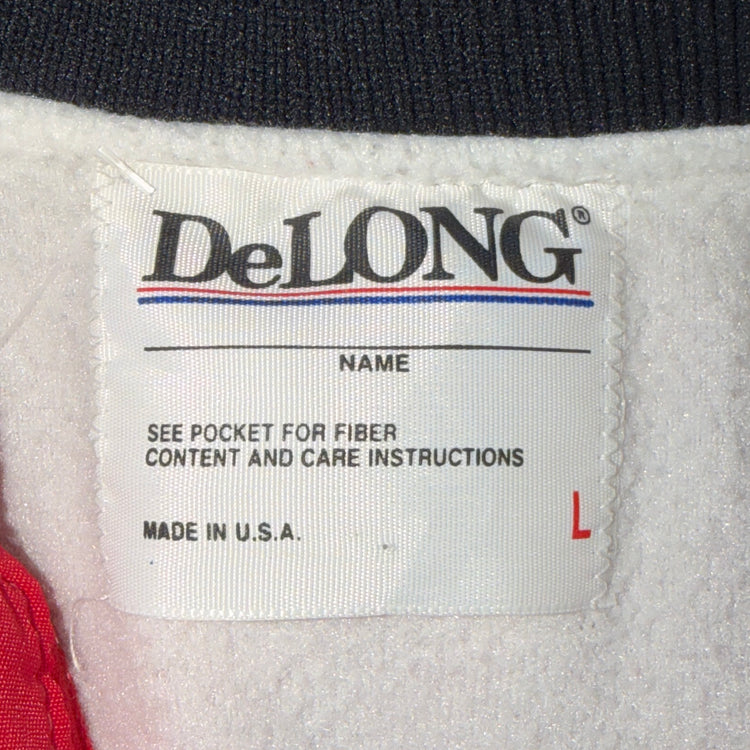 DeLONG®
NAME
SEE POCKET FOR FIBER
CONTENT AND CARE INSTRUCTIONS
MADE IN U.S.A.
L